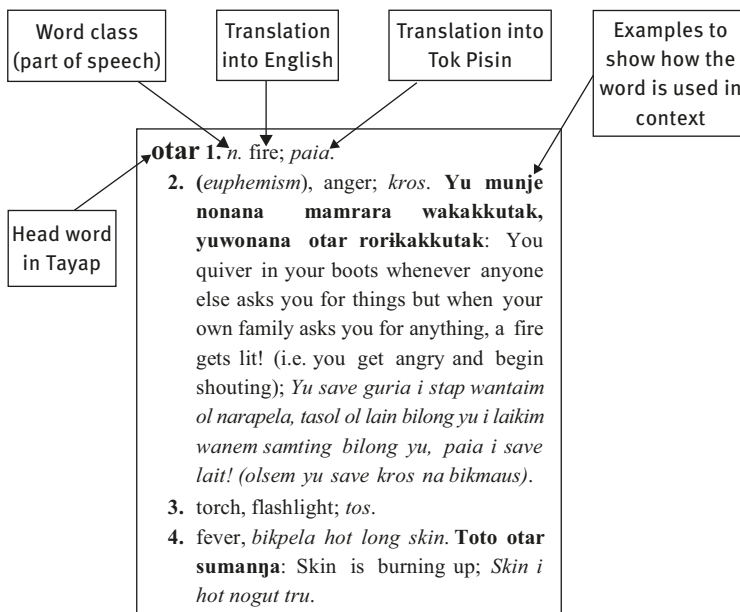 Word class
(part of speech)
Translation
into English
Translation into
Tok Pisin
Examples to
show how the
word is used in
context
Head word
in Tayap
otar 1. n. fire; paia.
2. (euphemism), anger; kros. Yu munje
nonana mamrara wakakkutak,
yuwonana otar rorɨkakkutak: You
quiver in your boots whenever anyone
else asks you for things but when your
own family asks you for anything, a fire
gets lit! (i.e. you get angry and begin
shouting); Yu save guria i stap wantaim
ol narapela, tasol ol lain bilong yu i laikim
wanem samting bilong yu, paia i save
lait! (olsem yu save kros na bikmaus).
3. torch, flashlight; tos.
4. fever, bikpela hot long skin. Toto otar
sumanŋa: Skin is burning up; Skin i
hot nogut tru.